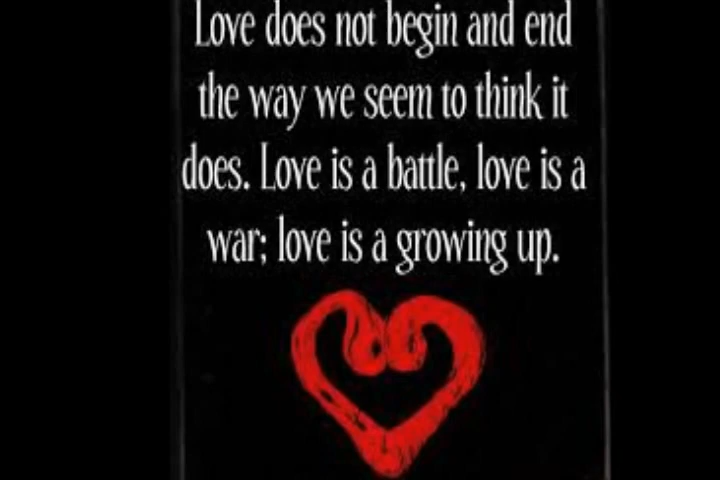 Love does not begin and end
the way we seem to think it
does. Love is a battle, love is a
war; love is a growing up.